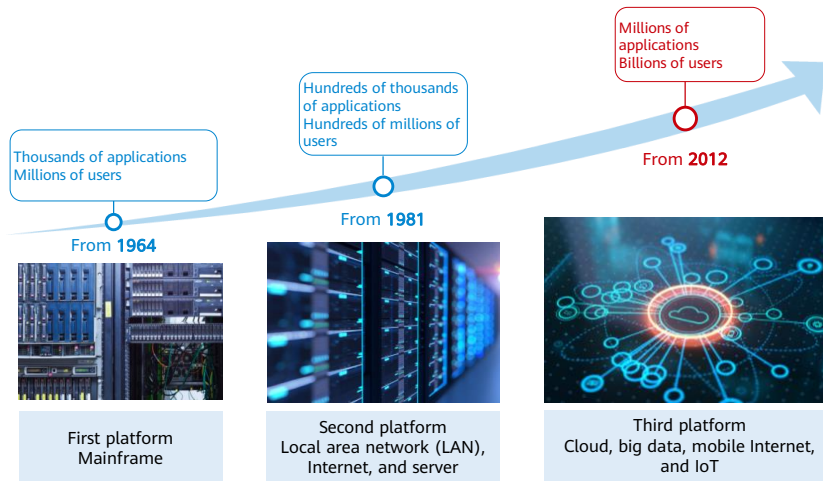 Millions of
applications
Billions of users
Hundreds of thousands
of applications
Hundreds of millions of
users
Thousands of applications
Millions of users
From 2012
From 1981
From 1964
First platform
Mainframe
Second platform
Local area network (LAN),
Internet, and server
Third platform
Cloud, big data, mobile Internet,
and IoT